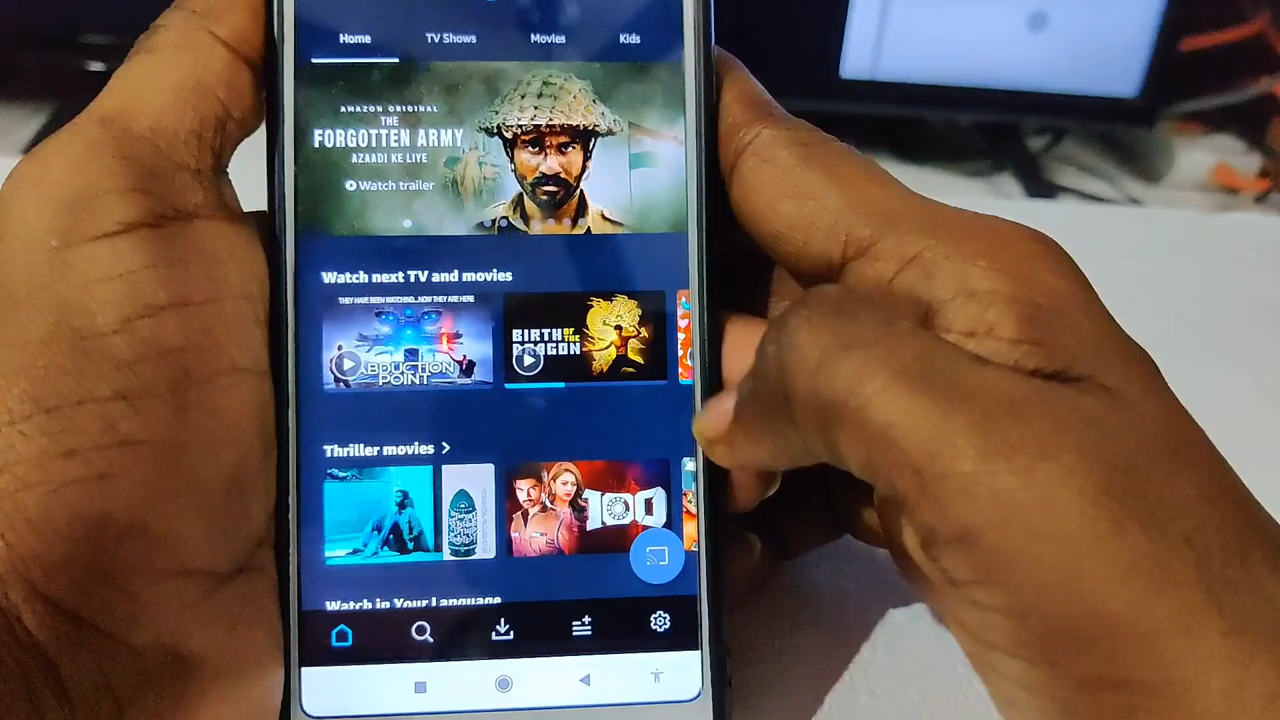 Home TV Shows Movies Kids
AMAZON ORIGINAL
THE
FORGOTTEN ARMY
AZAADI KE LIYE
Watch trailer
Watch next TV and movies
THEY HAVE BEEN WATCHING...NOW THEY ARE HERE
ABDUCTION
POINT
BIRTH OF THE
DRAGON
Thriller movies
100
Watch in Your Language